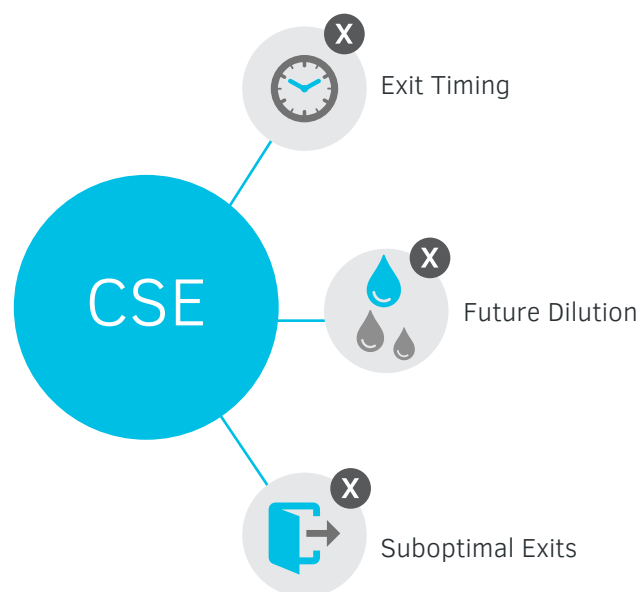 X
Exit Timing
CSE
X
Future Dilution
X
Suboptimal Exits